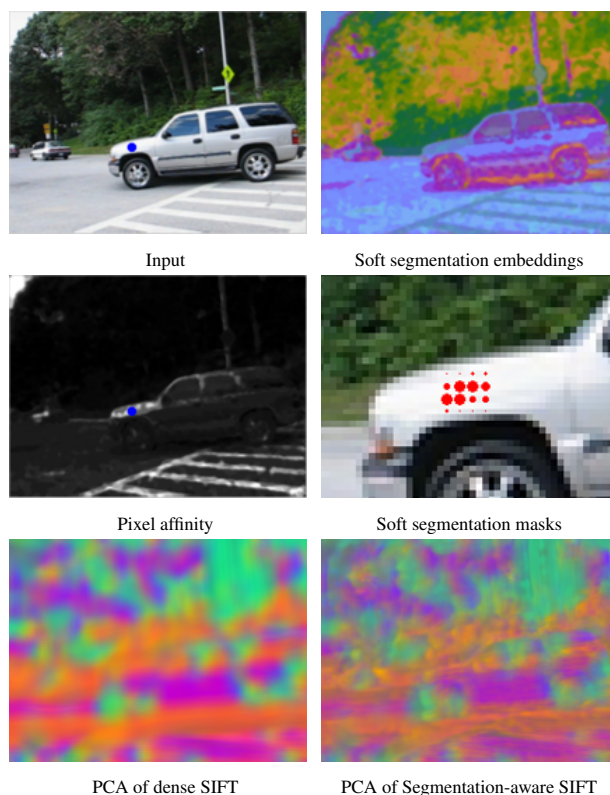 Input
Soft segmentation embeddings
Pixel affinity
Soft segmentation masks
PCA of dense SIFT
PCA of Segmentation-aware SIFT